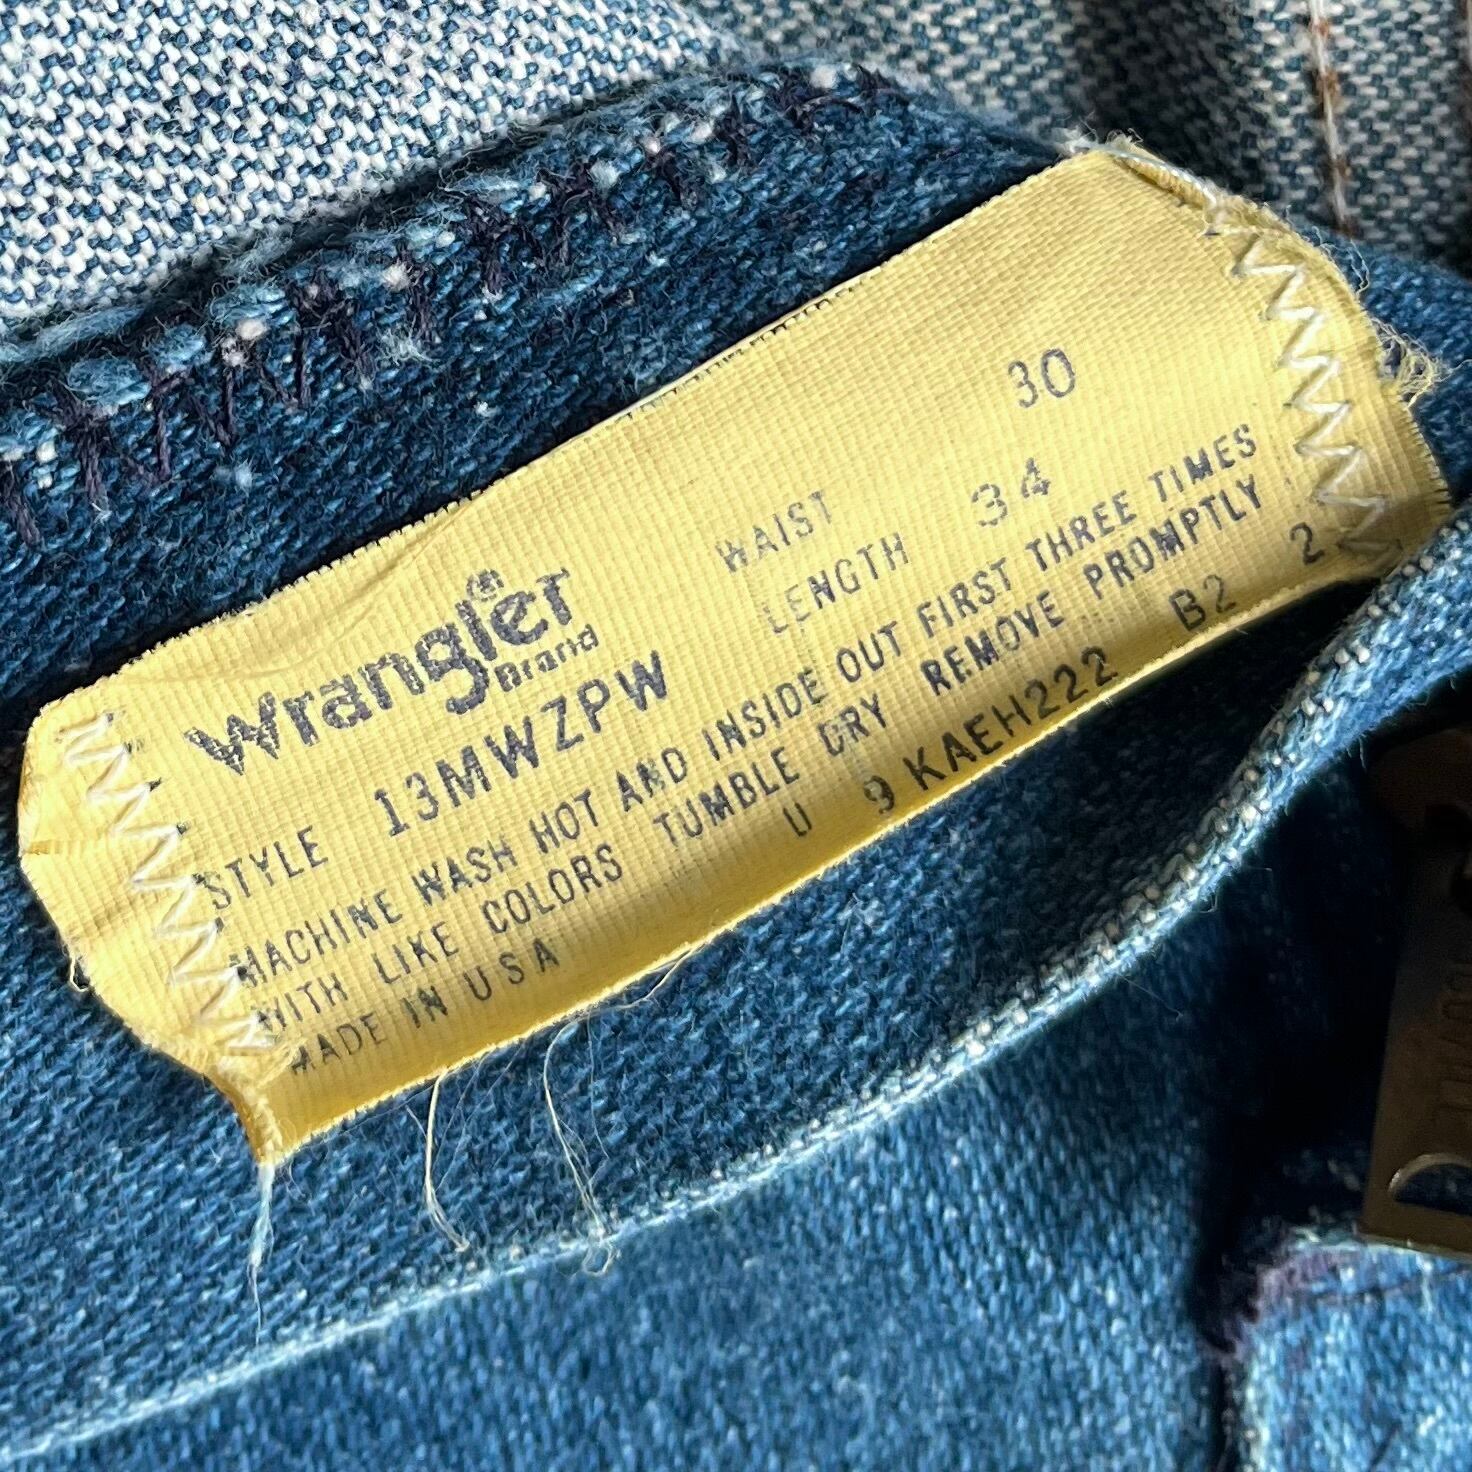 Wrangler®
Brand
WAIST 30
LENGTH 34
STYLE 13MWZPW
MACHINE WASH HOT AND INSIDE OUT FIRST THREE TIMES
WITH LIKE COLORS TUMBLE DRY REMOVE PROMPTLY
MADE IN USA U 9 KAEH222 B2 2